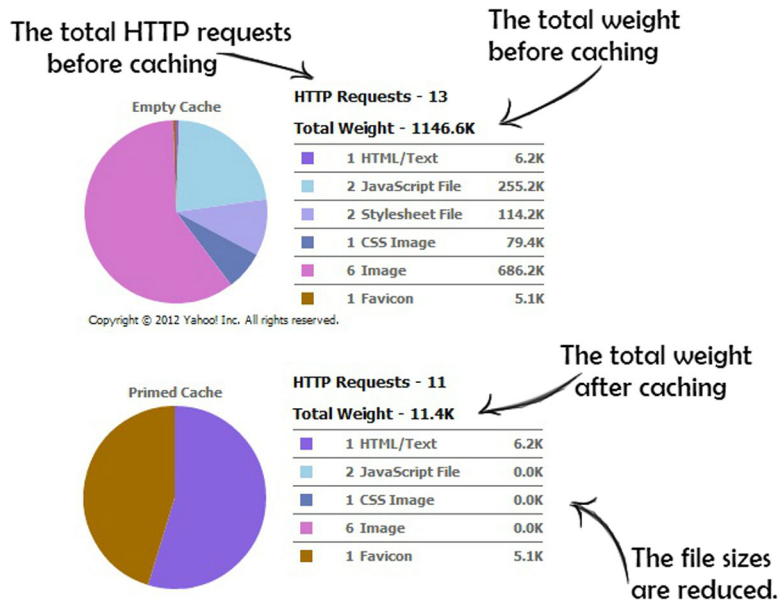 The total HTTP requests
before caching
The total weight
before caching
Empty Cache
HTTP Requests - 13
Total Weight - 1146.6K
1 HTML/Text 6.2K
2 JavaScript File 255.2K
2 Stylesheet File 114.2K
1 CSS Image 79.4K
6 Image 686.2K
1 Favicon 5.1K
Copyright © 2012 Yahoo! Inc. All rights reserved.
The total weight
after caching
Primed Cache
HTTP Requests - 11
Total Weight - 11.4K
1 HTML/Text 6.2K
2 JavaScript File 0.0K
1 CSS Image 0.0K
6 Image 0.0K
1 Favicon 5.1K
The file sizes
are reduced.